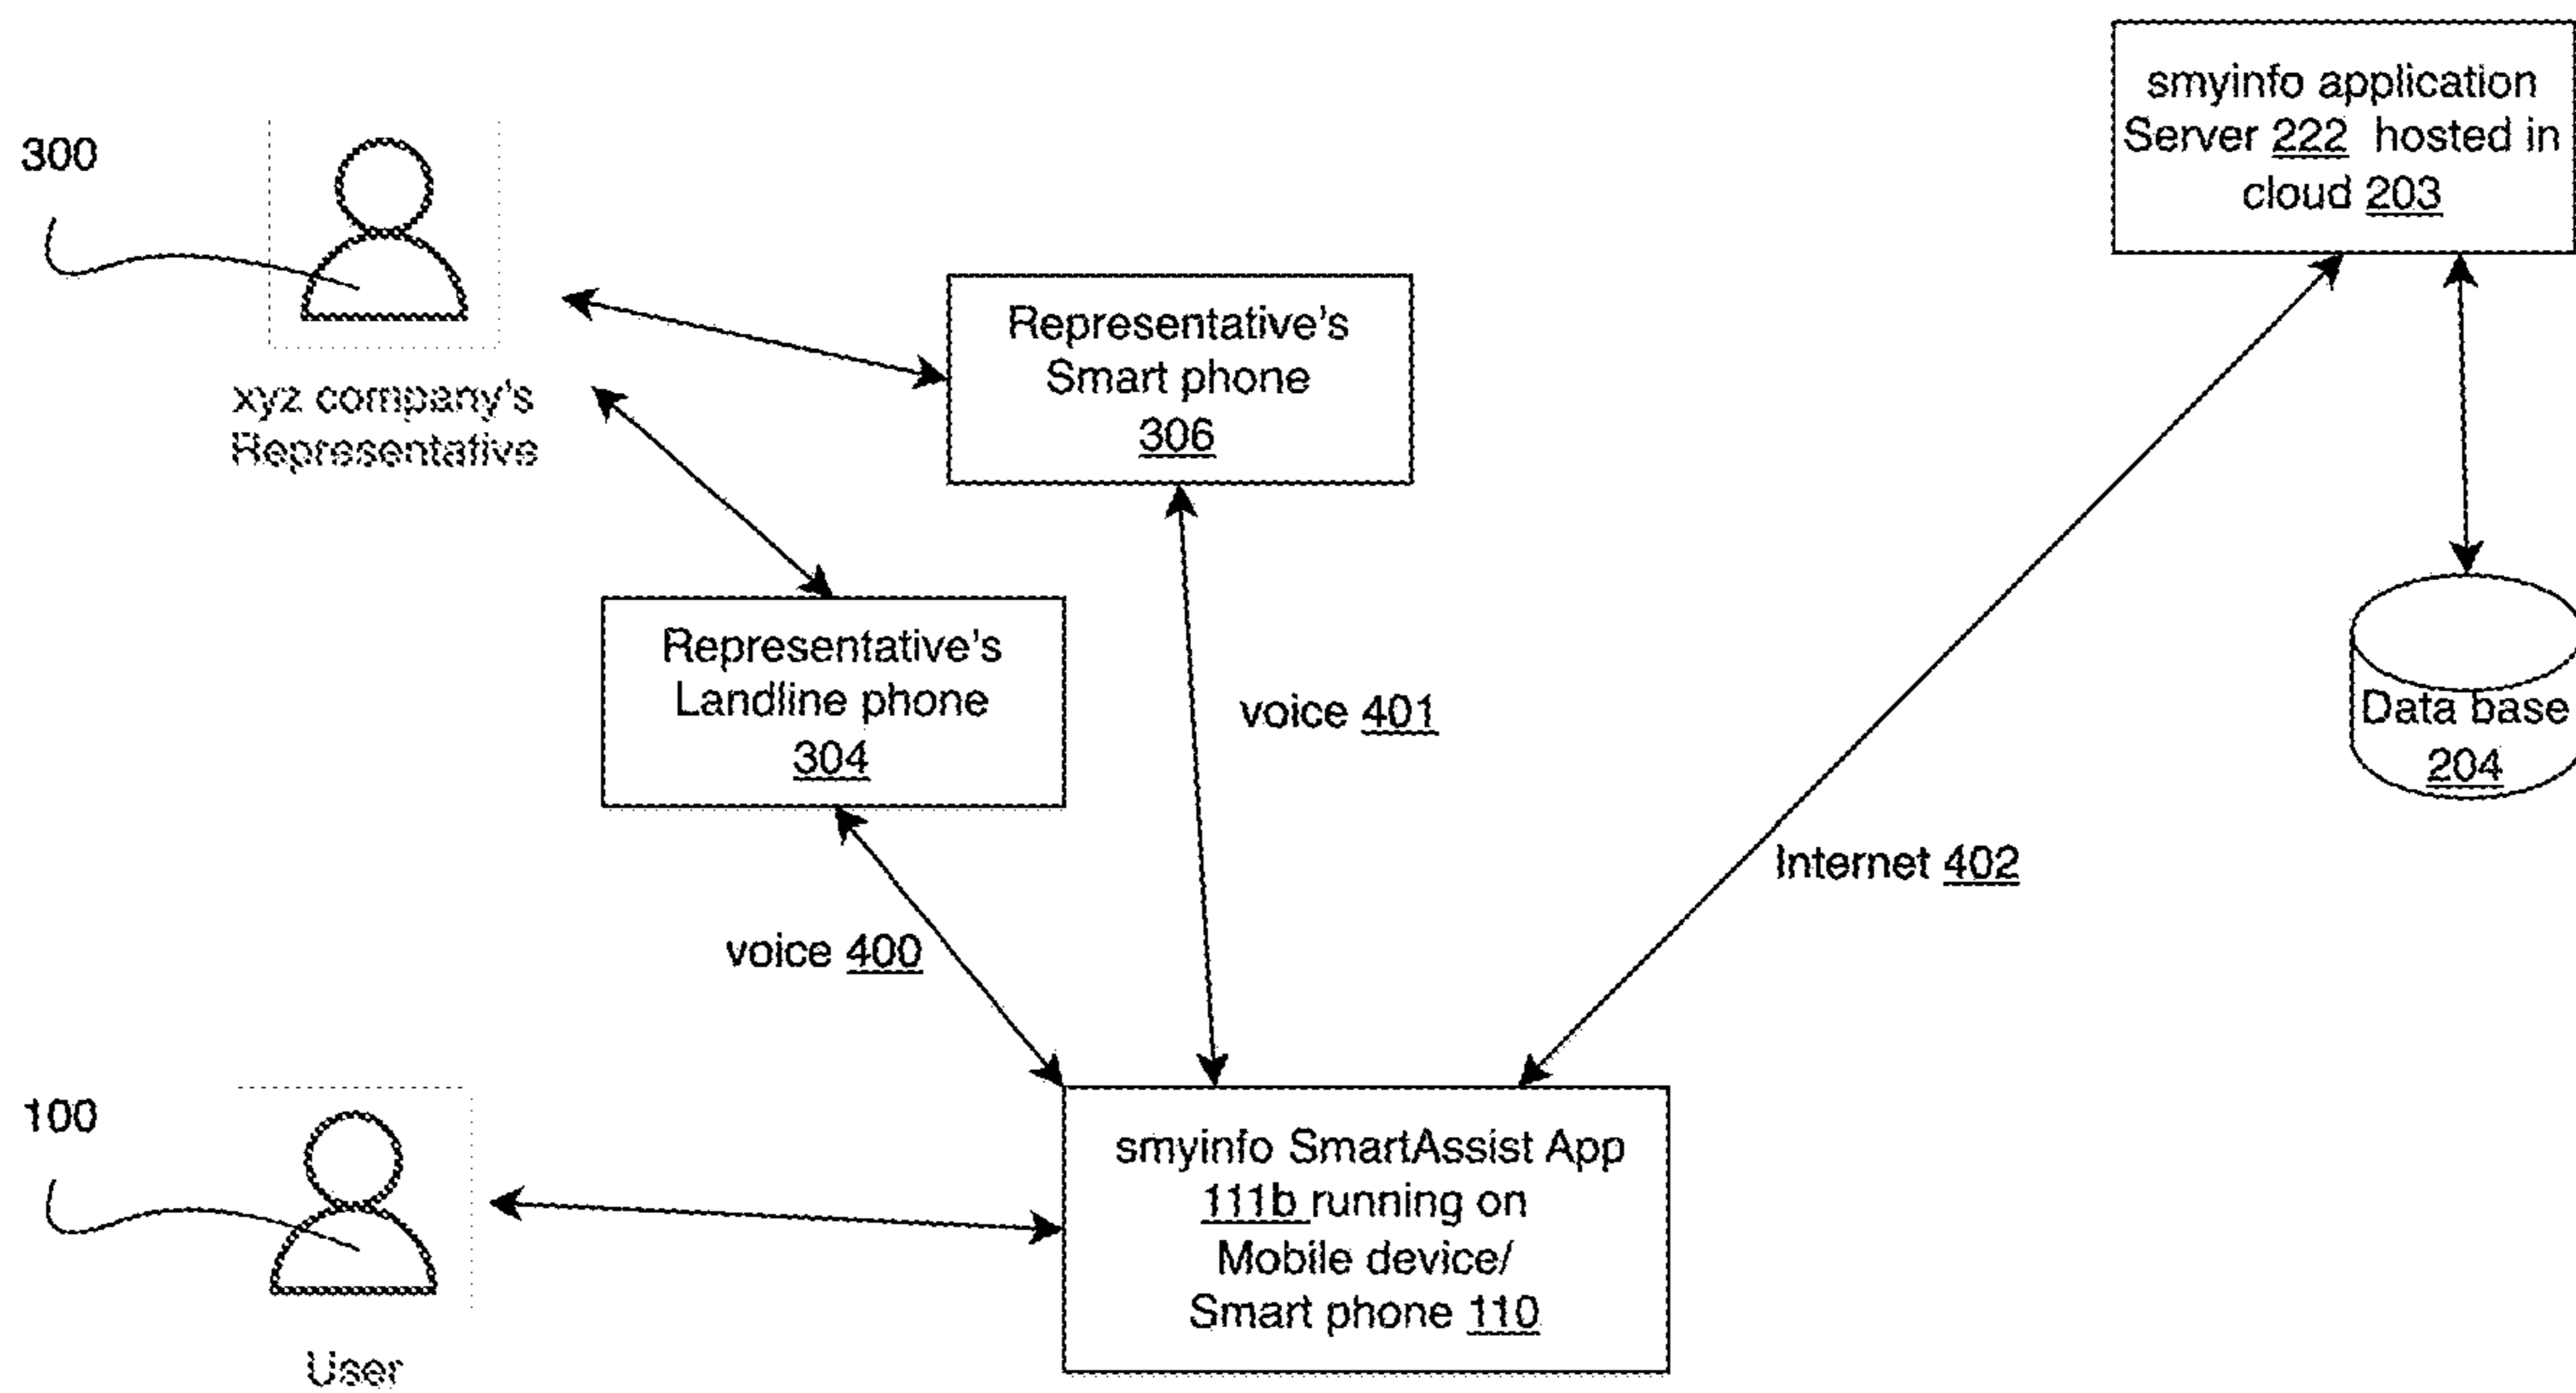 smyinfo application
Server 222 hosted in
cloud 203
300
xyz company's
Representative
Representative's
Smart phone
306
Representative's
Landline phone
304
voice 401
Data base
204
Internet 402
voice 400
100
User
smyinfo SmartAssist App
111b running on
Mobile device/
Smart phone 110